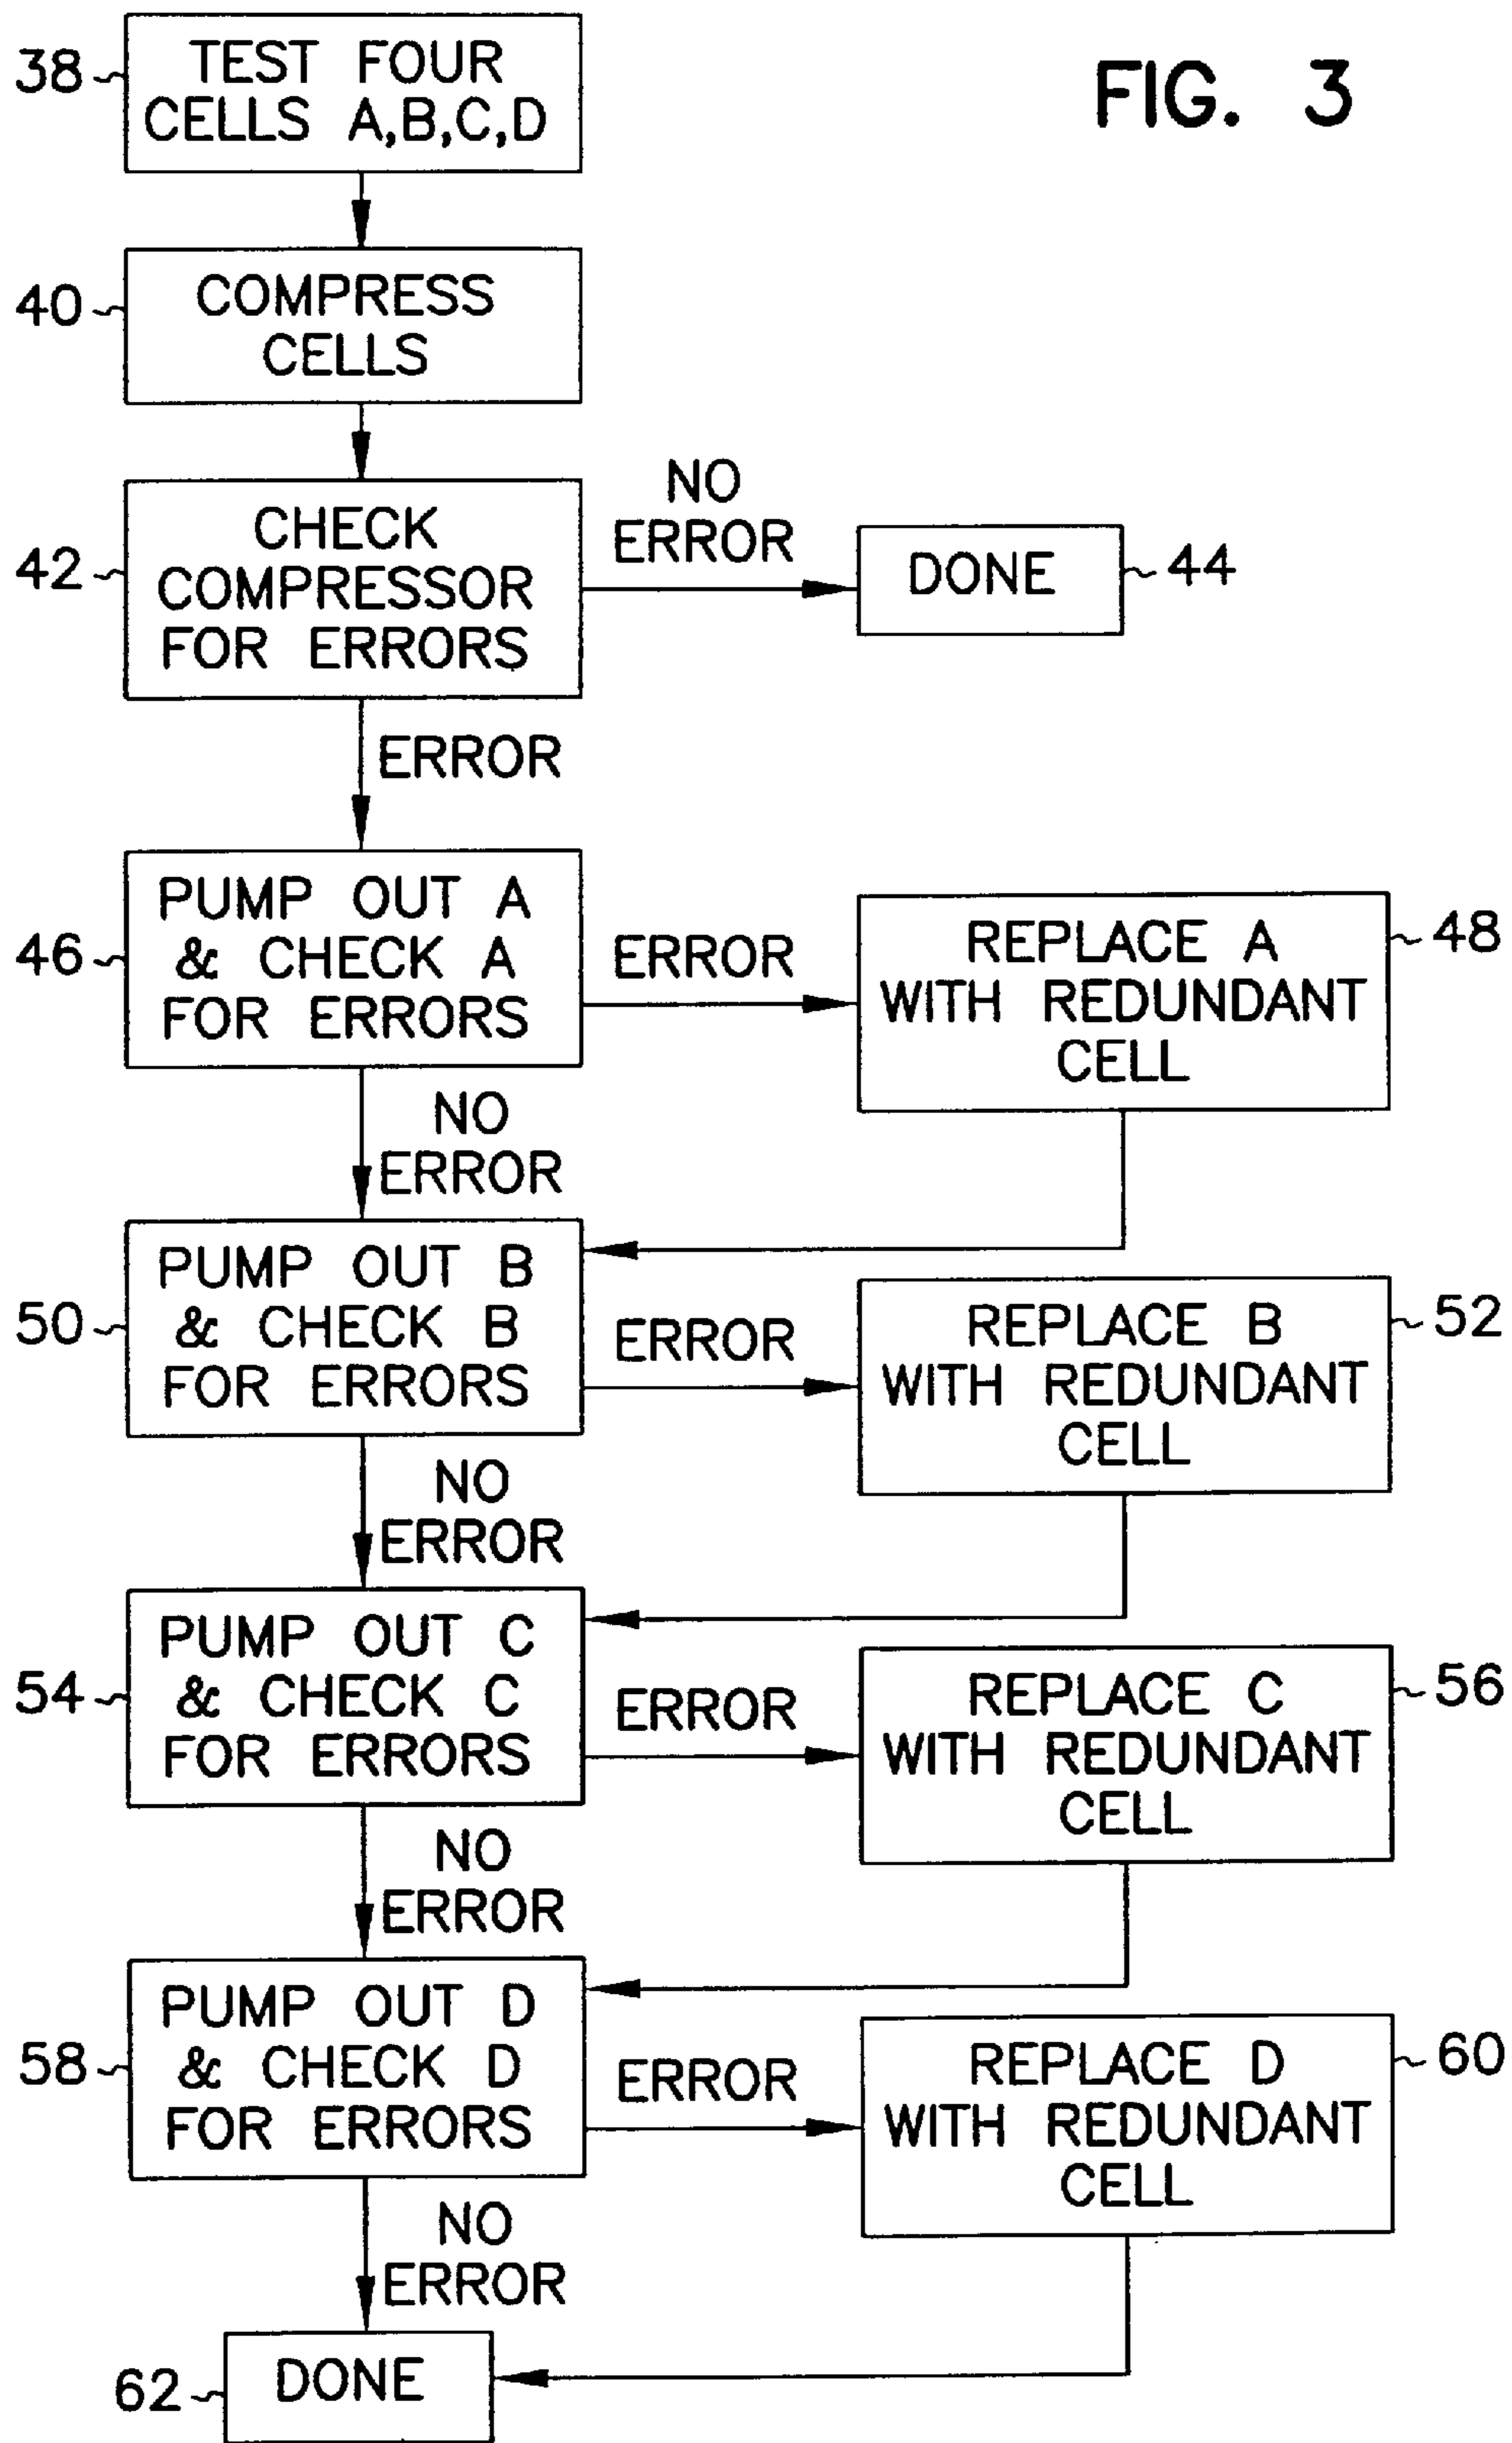 FIG. 3
38
TEST FOUR
CELLS A,B,C,D
40
COMPRESS
CELLS
42
CHECK
COMPRESSOR
FOR ERRORS
NO
ERROR
DONE
44
ERROR
46
PUMP OUT A
& CHECK A
FOR ERRORS
ERROR
REPLACE A
WITH REDUNDANT
CELL
48
NO
ERROR
50
PUMP OUT B
& CHECK B
FOR ERRORS
ERROR
REPLACE B
WITH REDUNDANT
CELL
52
NO
ERROR
54
PUMP OUT C
& CHECK C
FOR ERRORS
ERROR
REPLACE C
WITH REDUNDANT
CELL
56
NO
ERROR
58
PUMP OUT D
& CHECK D
FOR ERRORS
ERROR
REPLACE D
WITH REDUNDANT
CELL
60
NO
ERROR
62
DONE